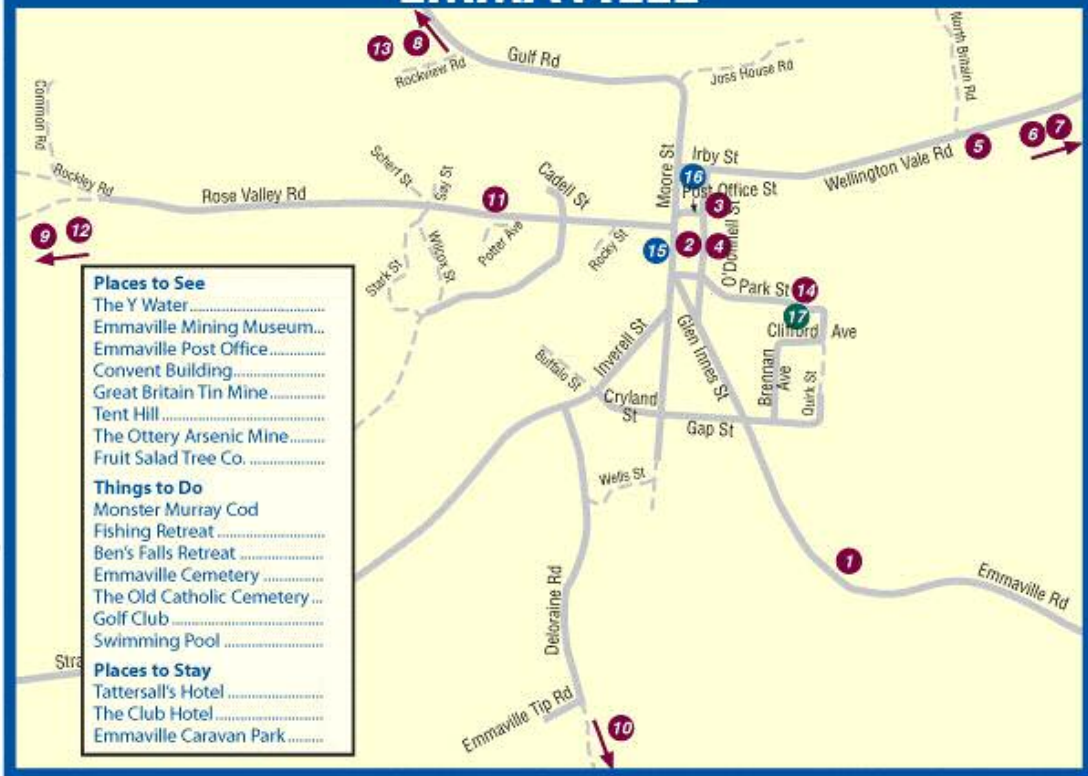 EMMAVILLE
13
8
Rockview Rd
Gulf Rd
Joss House Rd
North Britain Rd
Common Rd
Rockley Rd
Rose Valley Rd
Scherf St
Say St
11
Cadell St
Moore St
Irby St
16
Post Office St
3
Wellington Vale Rd
5
6
7
9
12
Stark St
Wilcox St
Potter Ave
Rocky St
15
2
4
O'Donnell St
Park St
14
17
Clifford Ave
Glen Innes St
Inverell St
Buffalo St
Cryland St
Gap St
Brennan Ave
Quirk St
Wells St
1
Emmaville Rd
Deloraine Rd
Emmaville Tip Rd
10
Stra
Places to See
The Y Water
Emmaville Mining Museum
Emmaville Post Office
Convent Building
Great Britain Tin Mine
Tent Hill
The Ottery Arsenic Mine
Fruit Salad Tree Co.
Things to Do
Monster Murray Cod
Fishing Retreat
Ben's Falls Retreat
Emmaville Cemetery
The Old Catholic Cemetery
Golf Club
Swimming Pool
Places to Stay
Tattersall's Hotel
The Club Hotel
Emmaville Caravan Park